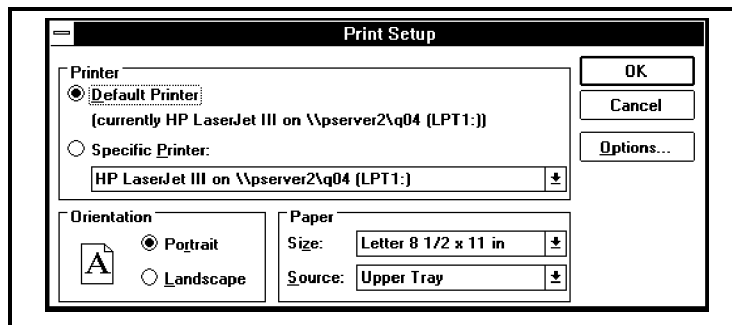 Print Setup
Printer
Default Printer
(currently HP LaserJet III on \\pserver2\q04 (LPT1:))
Specific Printer:
HP LaserJet III on \\pserver2\q04 (LPT1:)
OK
Cancel
Options...
Orientation
A
Portrait
Landscape
Paper
Size: Letter 8 1/2 x 11 in
Source: Upper Tray